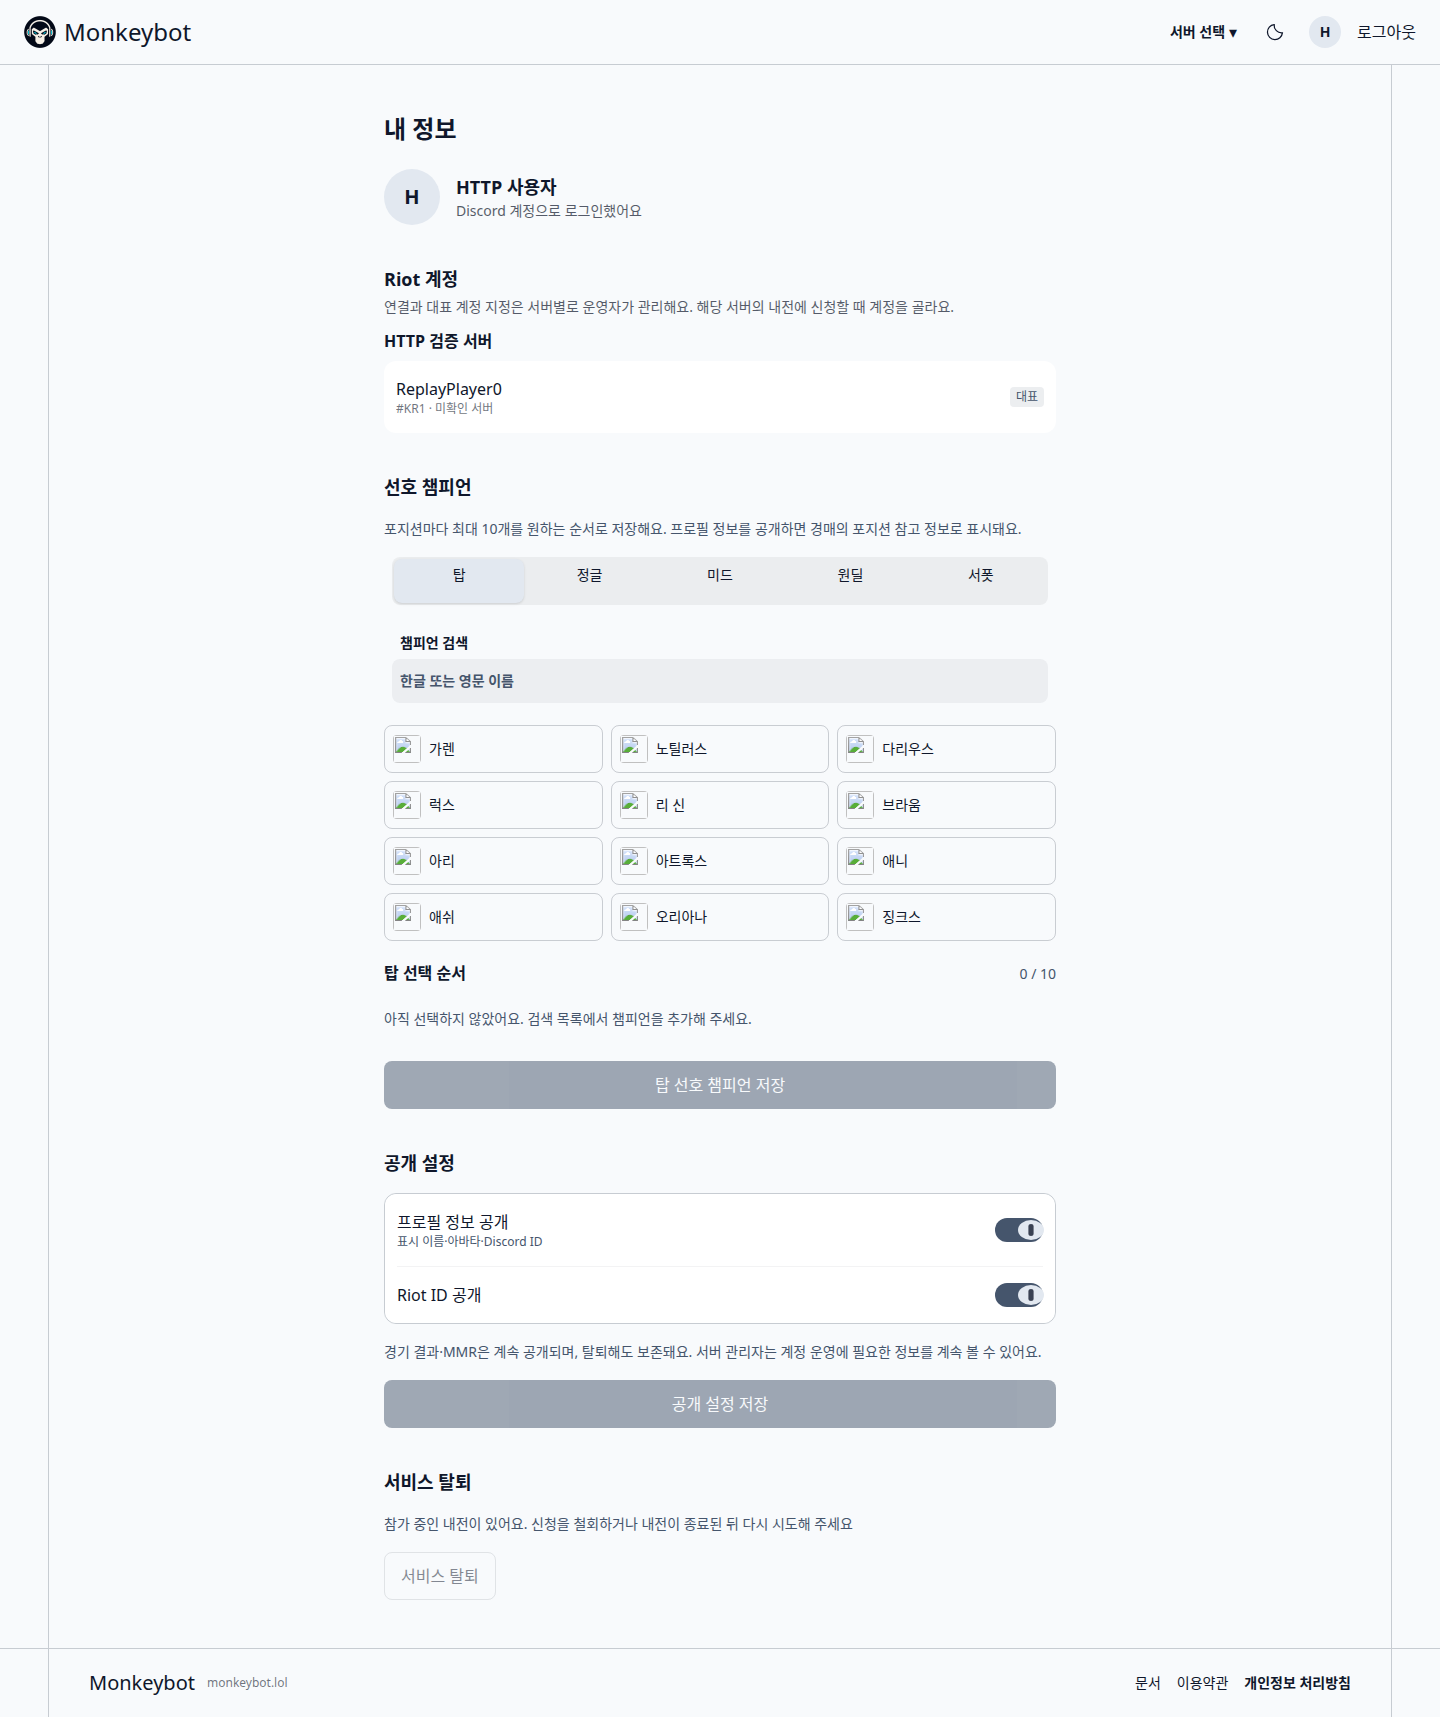 Monkeybot
서버 선택 ▾
H
로그아웃
내 정보
H
HTTP 사용자
Discord 계정으로 로그인했어요
Riot 계정
연결과 대표 계정 지정은 서버별로 운영자가 관리해요. 해당 서버의 내전에 신청할 때 계정을 골라요.
HTTP 검증 서버
ReplayPlayer0
#KR1 · 미확인 서버
대표
선호 챔피언
포지션마다 최대 10개를 원하는 순서로 저장해요. 프로필 정보를 공개하면 경매의 포지션 참고 정보로 표시돼요.
탑
정글
미드
원딜
서폿
챔피언 검색
한글 또는 영문 이름
가렌
노틸러스
다리우스
럭스
리 신
브라움
아리
아트록스
애니
애쉬
오리아나
징크스
탑 선택 순서
0 / 10
아직 선택하지 않았어요. 검색 목록에서 챔피언을 추가해 주세요.
탑 선호 챔피언 저장
공개 설정
프로필 정보 공개
표시 이름·아바타·Discord ID
Riot ID 공개
경기 결과·MMR은 계속 공개되며, 탈퇴해도 보존돼요. 서버 관리자는 계정 운영에 필요한 정보를 계속 볼 수 있어요.
공개 설정 저장
서비스 탈퇴
참가 중인 내전이 있어요. 신청을 철회하거나 내전이 종료된 뒤 다시 시도해 주세요
서비스 탈퇴
Monkeybot
monkeybot.lol
문서
이용약관
개인정보 처리방침